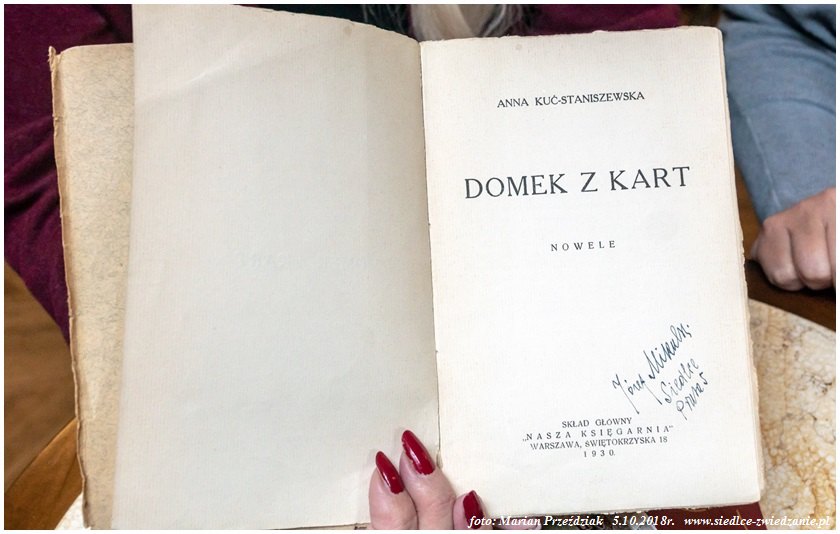 ANNA KUĆ-STANISZEWSKA
DOMEK Z KART
NOWELE
Siedlce
SKŁAD GŁOWNY
„NASZA KSIĘGARNIA"
WARSZAWA, ŚWIĘTOKRZYSKA 18
1930
foto: Marian Przeździak 5.10.2018r. www.siedlce-zwiedzanie.pl